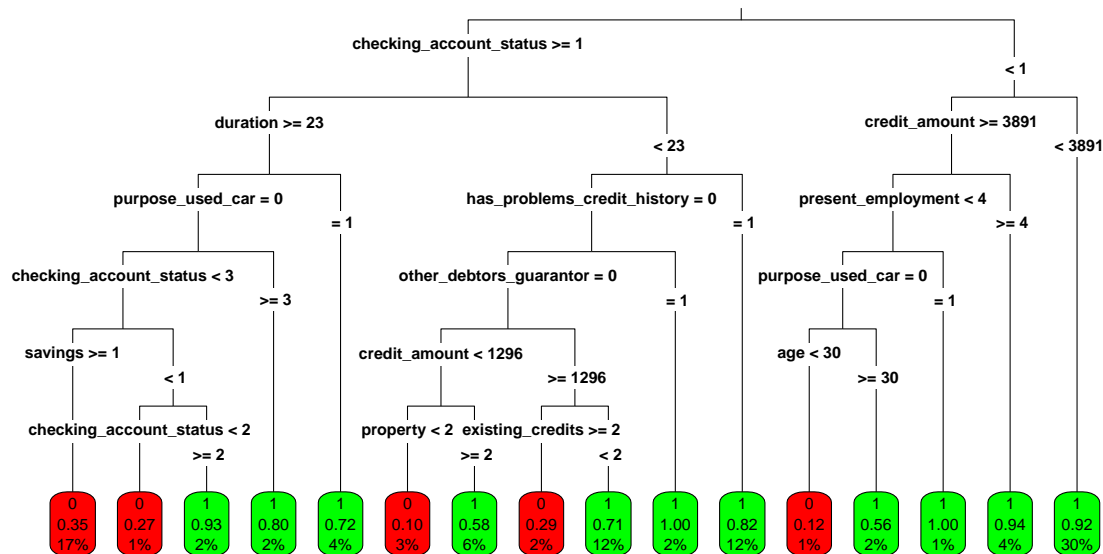 checking_account_status >= 1
< 1
duration >= 23
< 23
credit_amount >= 3891
< 3891
purpose_used_car = 0
= 1
has_problems_credit_history = 0
= 1
present_employment < 4
>= 4
checking_account_status < 3
>= 3
other_debtors_guarantor = 0
= 1
purpose_used_car = 0
= 1
savings >= 1
< 1
credit_amount < 1296
>= 1296
age < 30
>= 30
checking_account_status < 2
>= 2
property < 2
>= 2
existing_credits >= 2
< 2
0 0 1 1 1 0 1 0 1 1 1 0 1 1 1 1
0.35 0.27 0.93 0.80 0.72 0.10 0.58 0.29 0.71 1.00 0.82 0.12 0.56 1.00 0.94 0.92
17% 1% 2% 2% 4% 3% 6% 2% 12% 2% 12% 1% 2% 1% 4% 30%